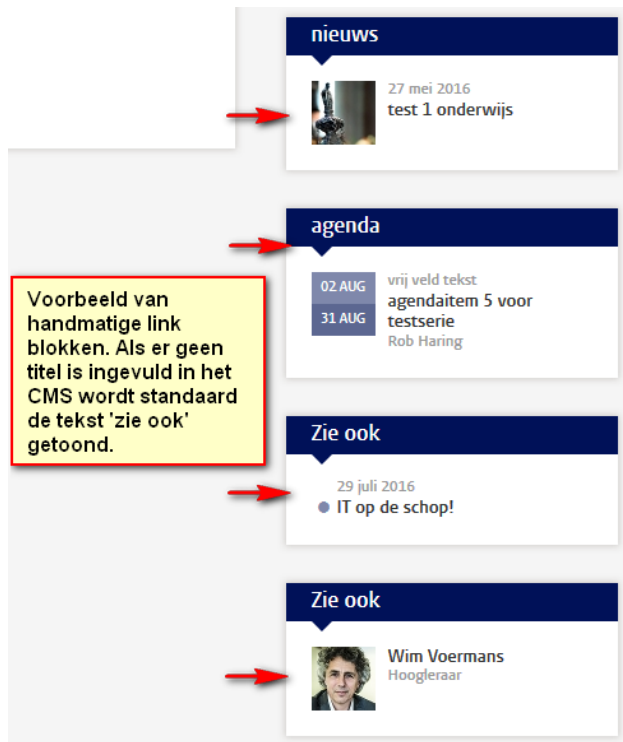 nieuws
27 mei 2016
test 1 onderwijs
agenda
02 AUG
31 AUG
vrij veld tekst
agendaitem 5 voor
testserie
Rob Haring
Voorbeeld van
handmatige link
blokken. Als er geen
titel is ingevuld in het
CMS wordt standaard
de tekst 'zie ook'
getoond.
Zie ook
29 juli 2016
IT op de schop!
Zie ook
Wim Voermans
Hoogleraar